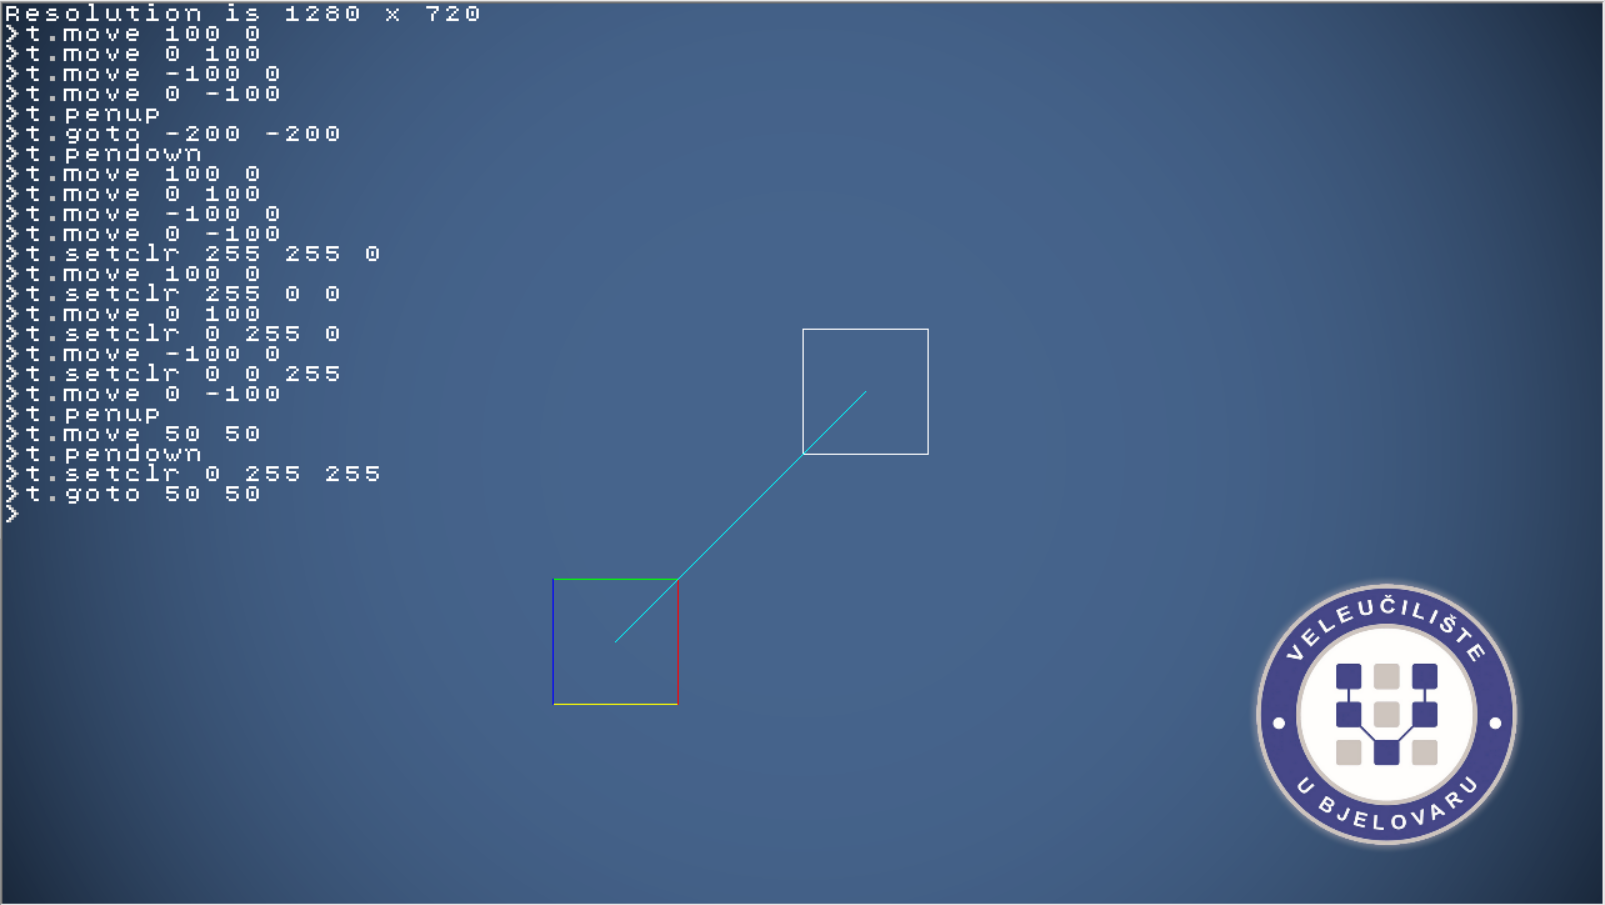 Resolution is 1280 x 720
>t.move 100 0
>t.move 0 100
>t.move -100 0
>t.move 0 -100
>t.penup
>t.goto -200 -200
>t.pendown
>t.move 100 0
>t.move 0 100
>t.move -100 0
>t.move 0 -100
>t.setclr 255 255 0
>t.move 100 0
>t.setclr 255 0 0
>t.move 0 100
>t.setclr 0 255 0
>t.move -100 0
>t.setclr 0 0 255
>t.move 0 -100
>t.penup
>t.move 50 50
>t.pendown
>t.setclr 0 255 255
>t.goto 50 50
>
VELEUČILIŠTE
U BJELOVARU